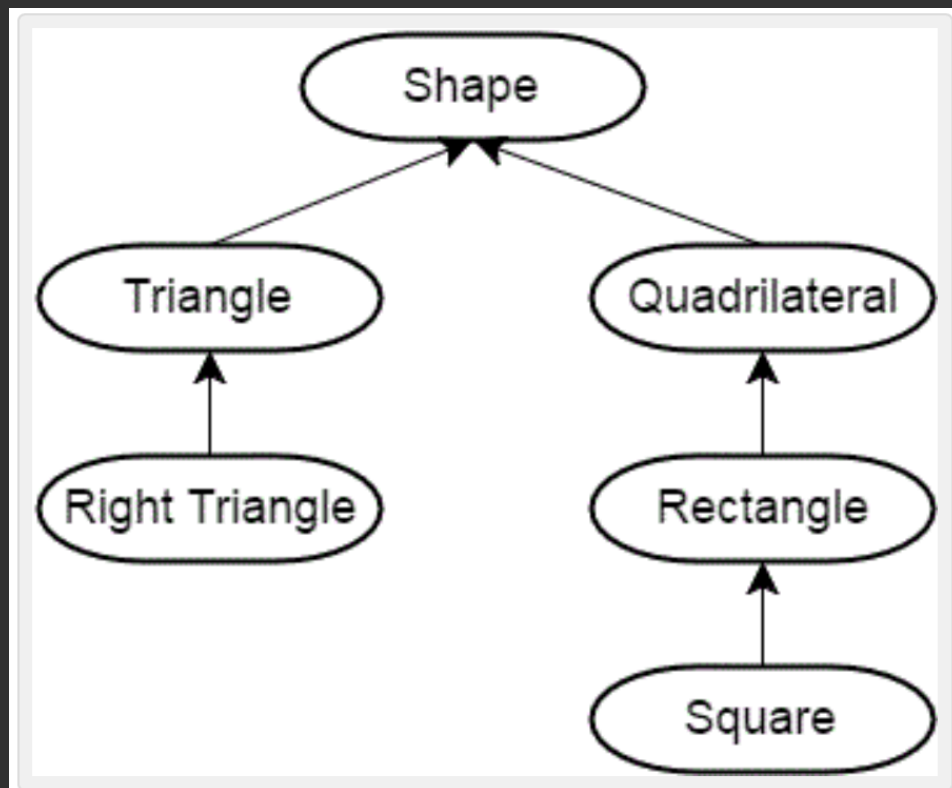 Shape
Triangle
Quadrilateral
Right Triangle
Rectangle
Square